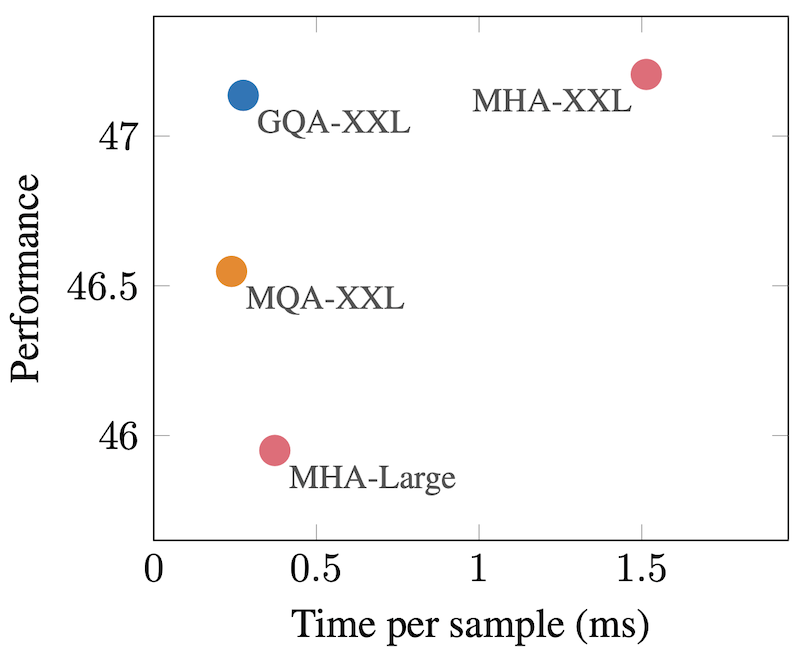 MHA-XXL
GQA-XXL
47
MQA-XXL
46.5
46
MHA-Large
Performance
0
0.5
1
1.5
Time per sample (ms)